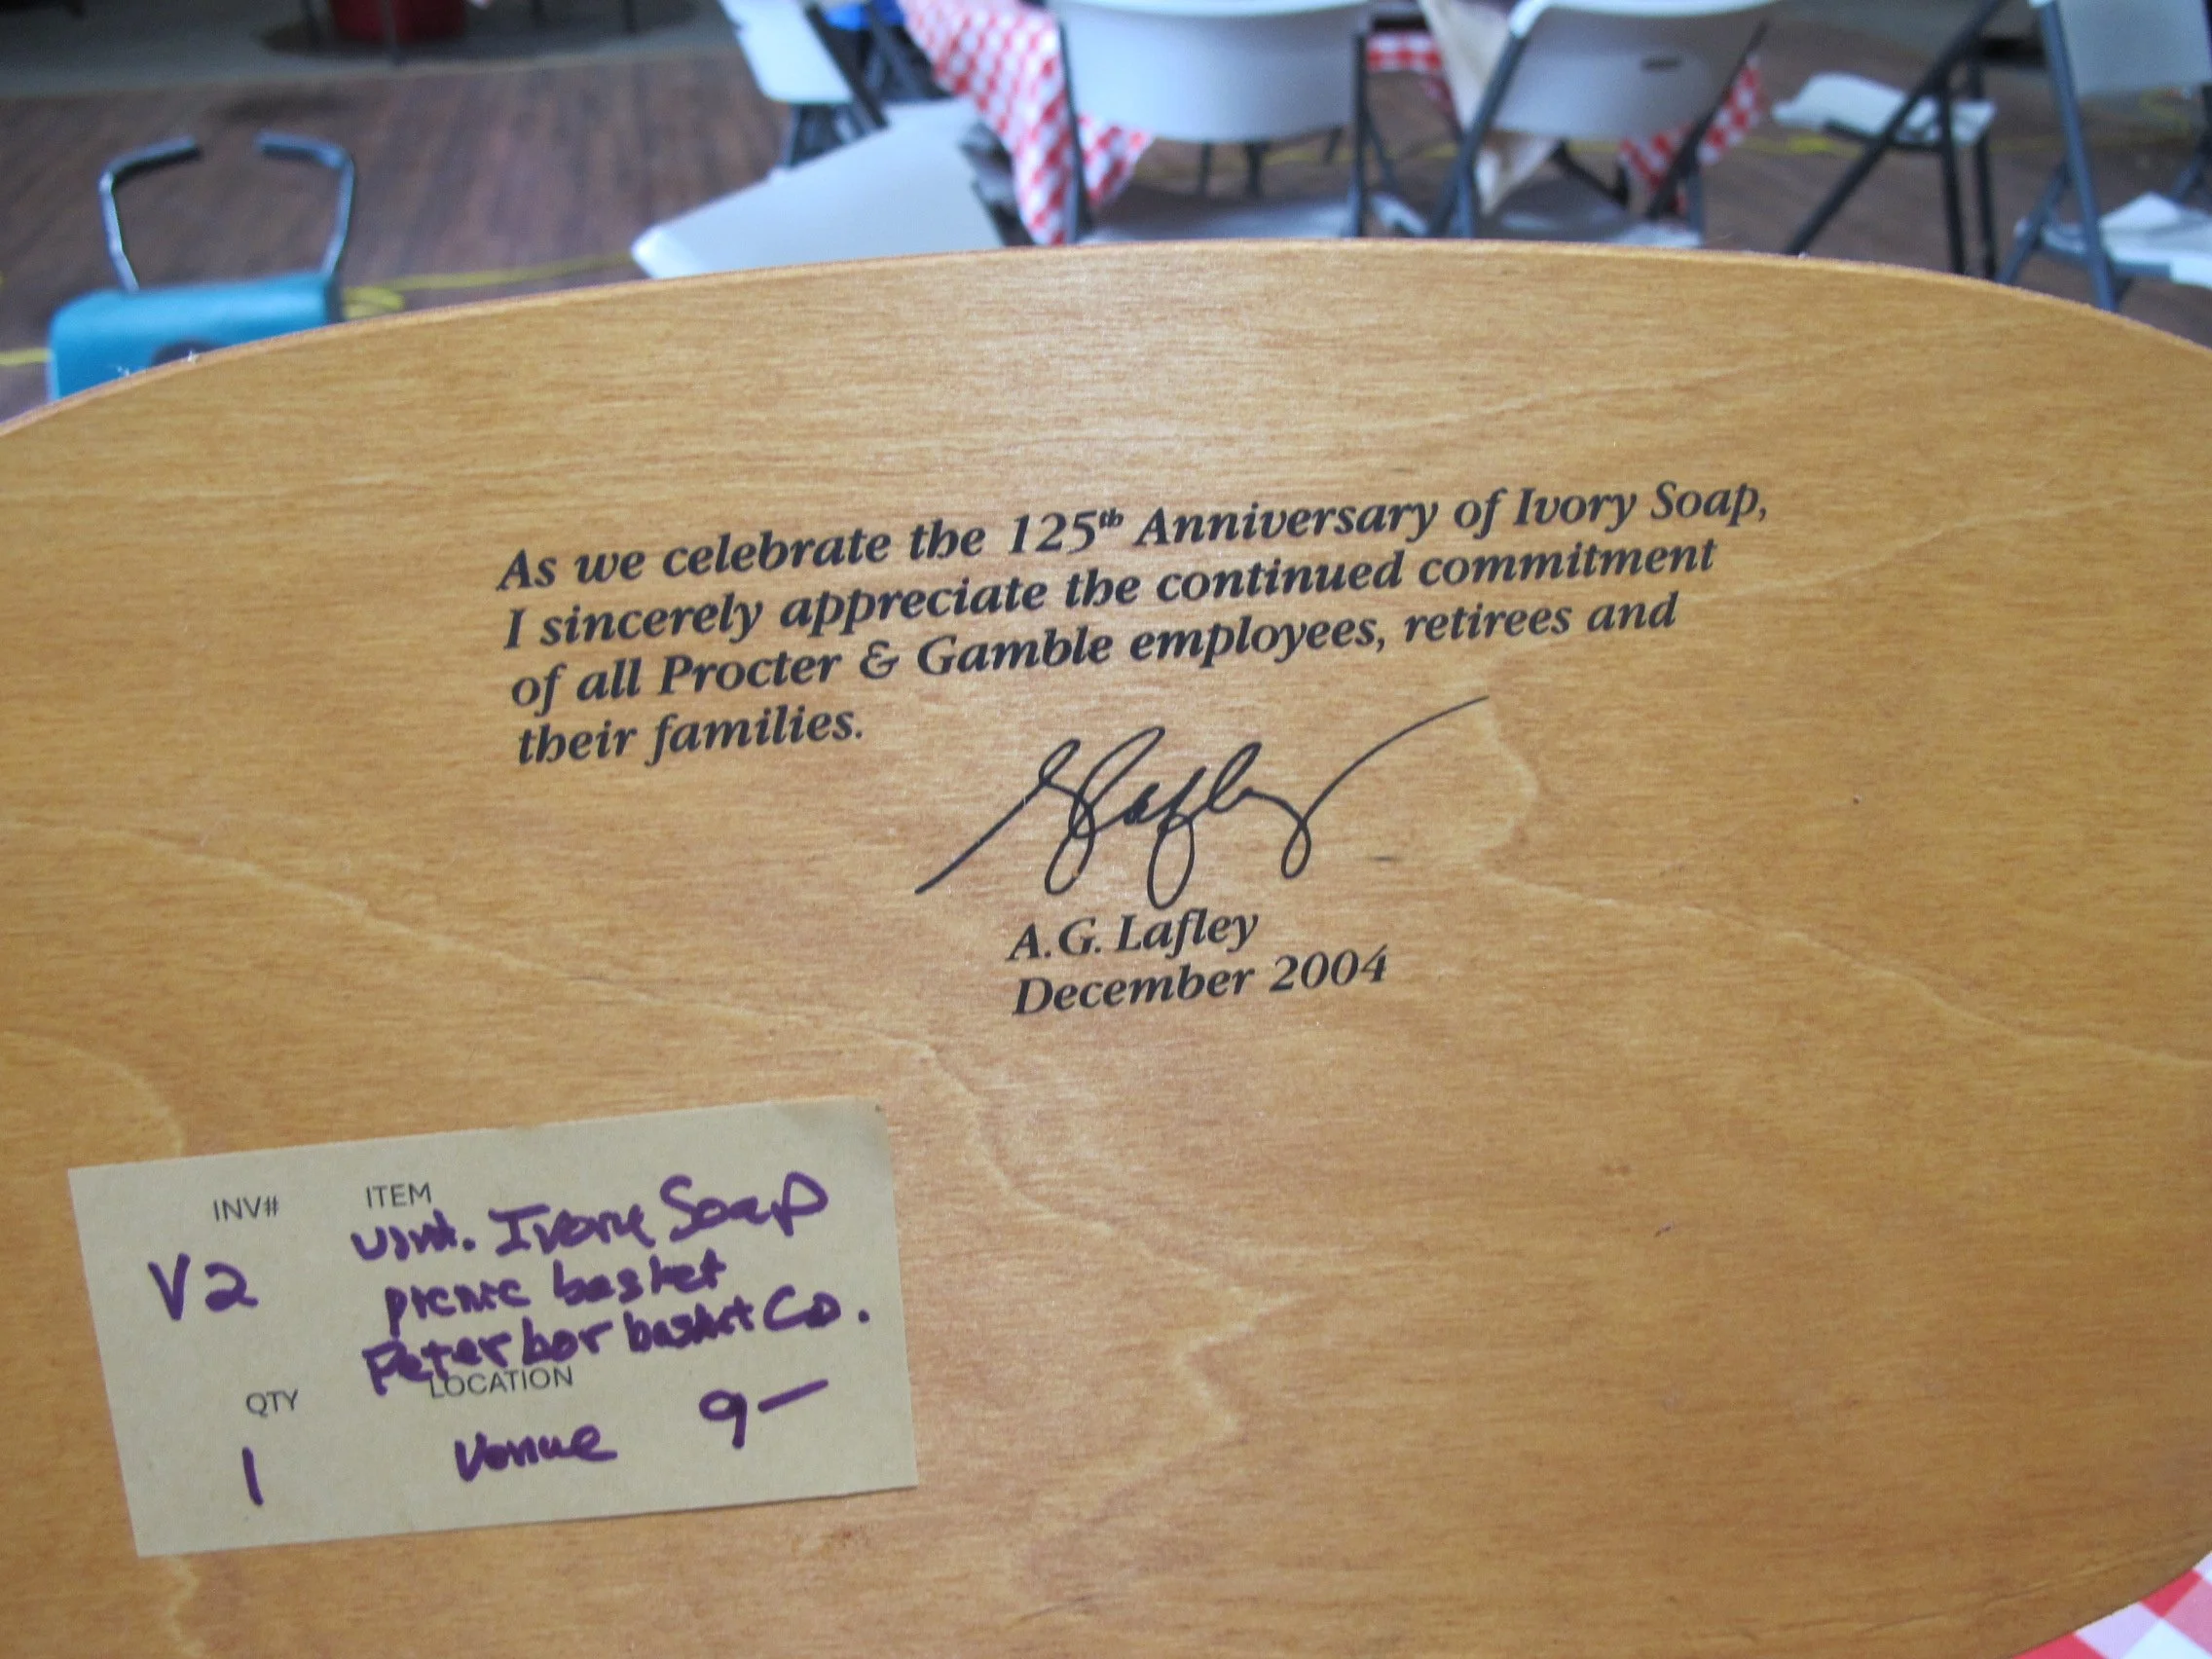 As we celebrate the 125th Anniversary of Ivory Soap,
I sincerely appreciate the continued commitment
of all Procter & Gamble employees, retirees and
their families.
A.G. Lafley
December 2004
INV# ITEM
V2 vint. Ivory Soap
picnic basket
Peterbor basket Co.
QTY LOCATION
1 Venue 9—